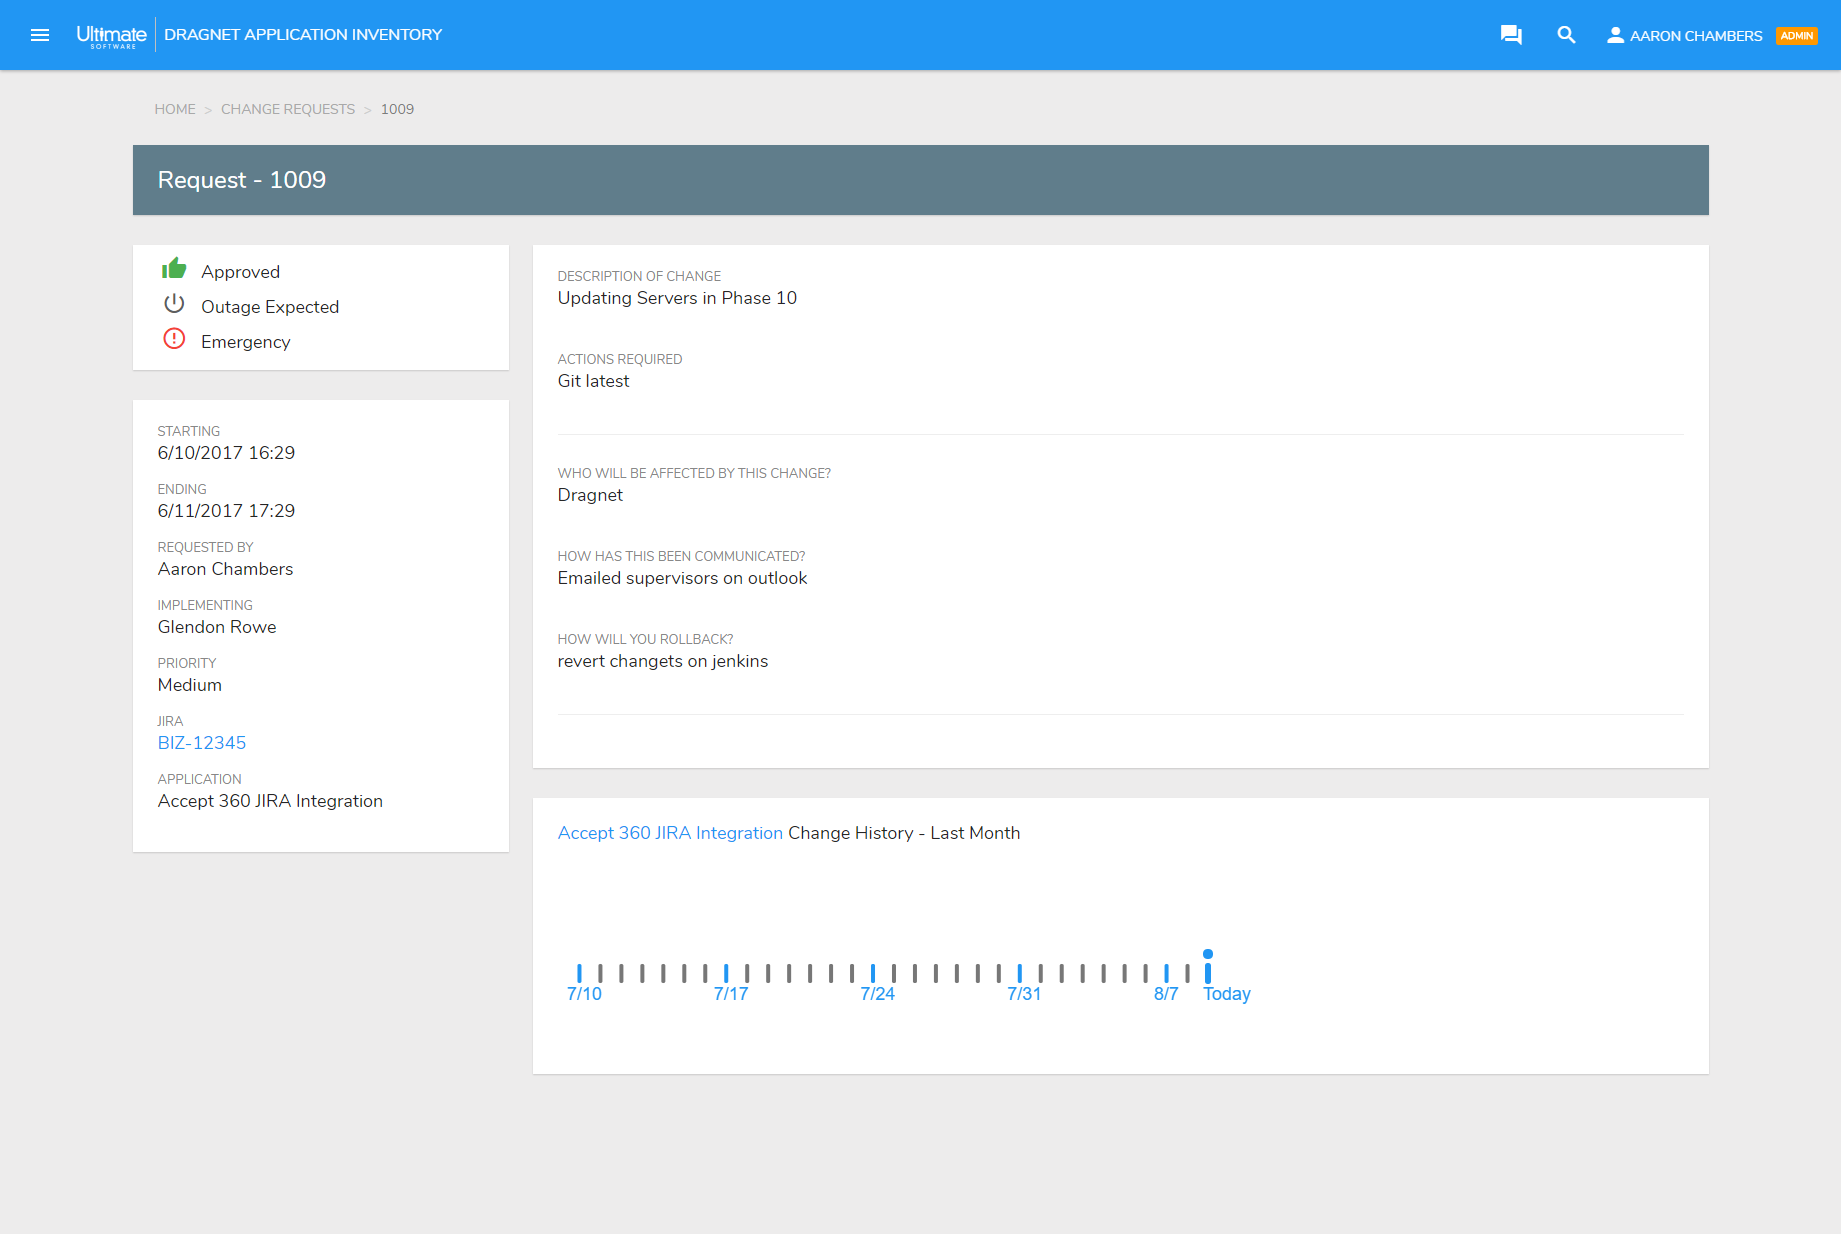 Ultimate
SOFTWARE
DRAGNET APPLICATION INVENTORY
AARON CHAMBERS
ADMIN
HOME > CHANGE REQUESTS > 1009
Request - 1009
Approved
Outage Expected
Emergency
STARTING
6/10/2017 16:29
ENDING
6/11/2017 17:29
REQUESTED BY
Aaron Chambers
IMPLEMENTING
Glendon Rowe
PRIORITY
Medium
JIRA
BIZ-12345
APPLICATION
Accept 360 JIRA Integration
DESCRIPTION OF CHANGE
Updating Servers in Phase 10
ACTIONS REQUIRED
Git latest
WHO WILL BE AFFECTED BY THIS CHANGE?
Dragnet
HOW HAS THIS BEEN COMMUNICATED?
Emailed supervisors on outlook
HOW WILL YOU ROLLBACK?
revert changets on jenkins
Accept 360 JIRA Integration Change History - Last Month
7/10 7/17 7/24 7/31 8/7 Today